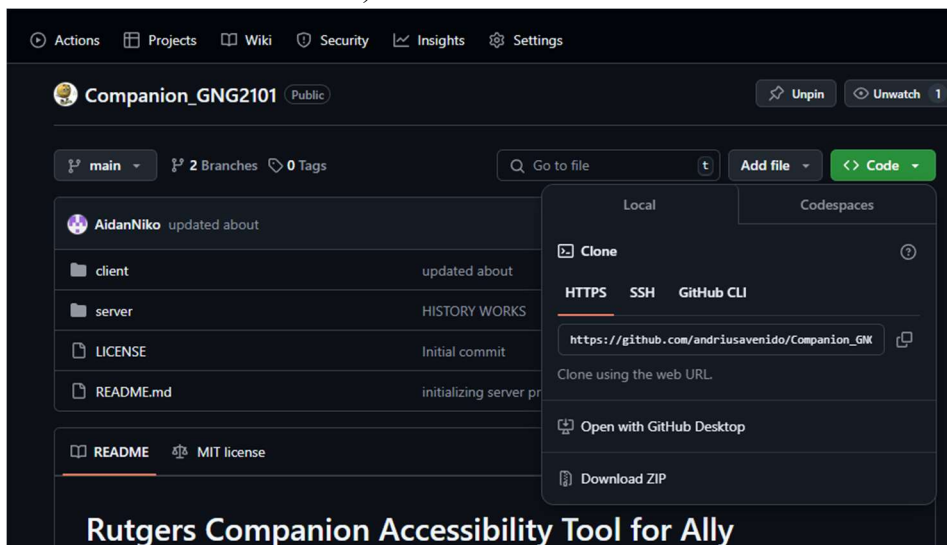 Actions Projects Wiki Security Insights Settings
Companion_GNG2101 Public Unpin Unwatch 1
main 2 Branches 0 Tags Go to file t Add file Code
Local Codespaces
AidanNiko updated about
Clone
client updated about
HTTPS SSH GitHub CLI
server HISTORY WORKS
https://github.com/andriusavenido/Companion_GN
LICENSE Initial commit
Clone using the web URL.
README.md initializing server pr
Open with GitHub Desktop
README MIT license
Download ZIP
Rutgers Companion Accessibility Tool for Ally